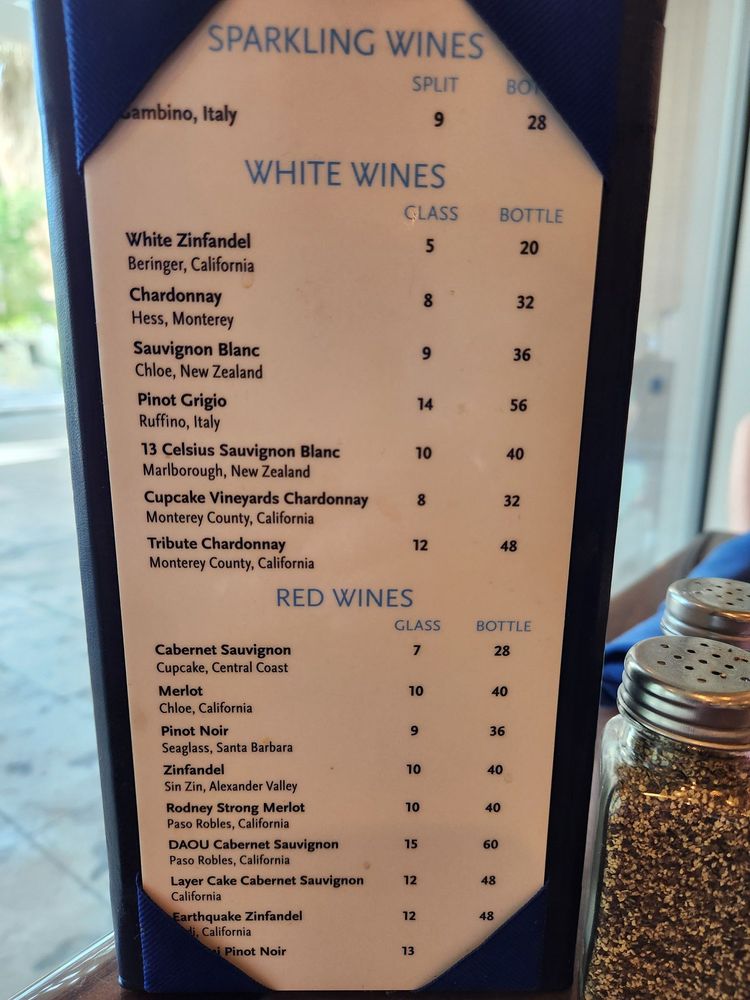 SPARKLING WINES
SPLIT
Italy 9 28
WHITE WINES
GLASS BOTTLE
White Zinfandel 5 20
Beringer, California
Chardonnay 8 32
Hess, Monterey
Sauvignon Blanc 9 36
Chloe, New Zealand
Pinot Grigio 14 56
Ruffino, Italy
13 Celsius Sauvignon Blanc 10 40
Marlborough, New Zealand
Cupcake Vineyards Chardonnay 8 32
Monterey County, California
Tribute Chardonnay 12 48
Monterey County, California
RED WINES
GLASS BOTTLE
Cabernet Sauvignon 7 28
Cupcake, Central Coast
Merlot 10 40
Chloe, California
Pinot Noir 9 36
Seaglass, Santa Barbara
Zinfandel 10 40
Sin Zin, Alexander Valley
Rodney Strong Merlot 10 40
Paso Robles, California
DAOU Cabernet Sauvignon 15 60
Paso Robles, California
Layer Cake Cabernet Sauvignon 12 48
California
Earthquake Zinfandel 12 48
California
Pinot Noir 13